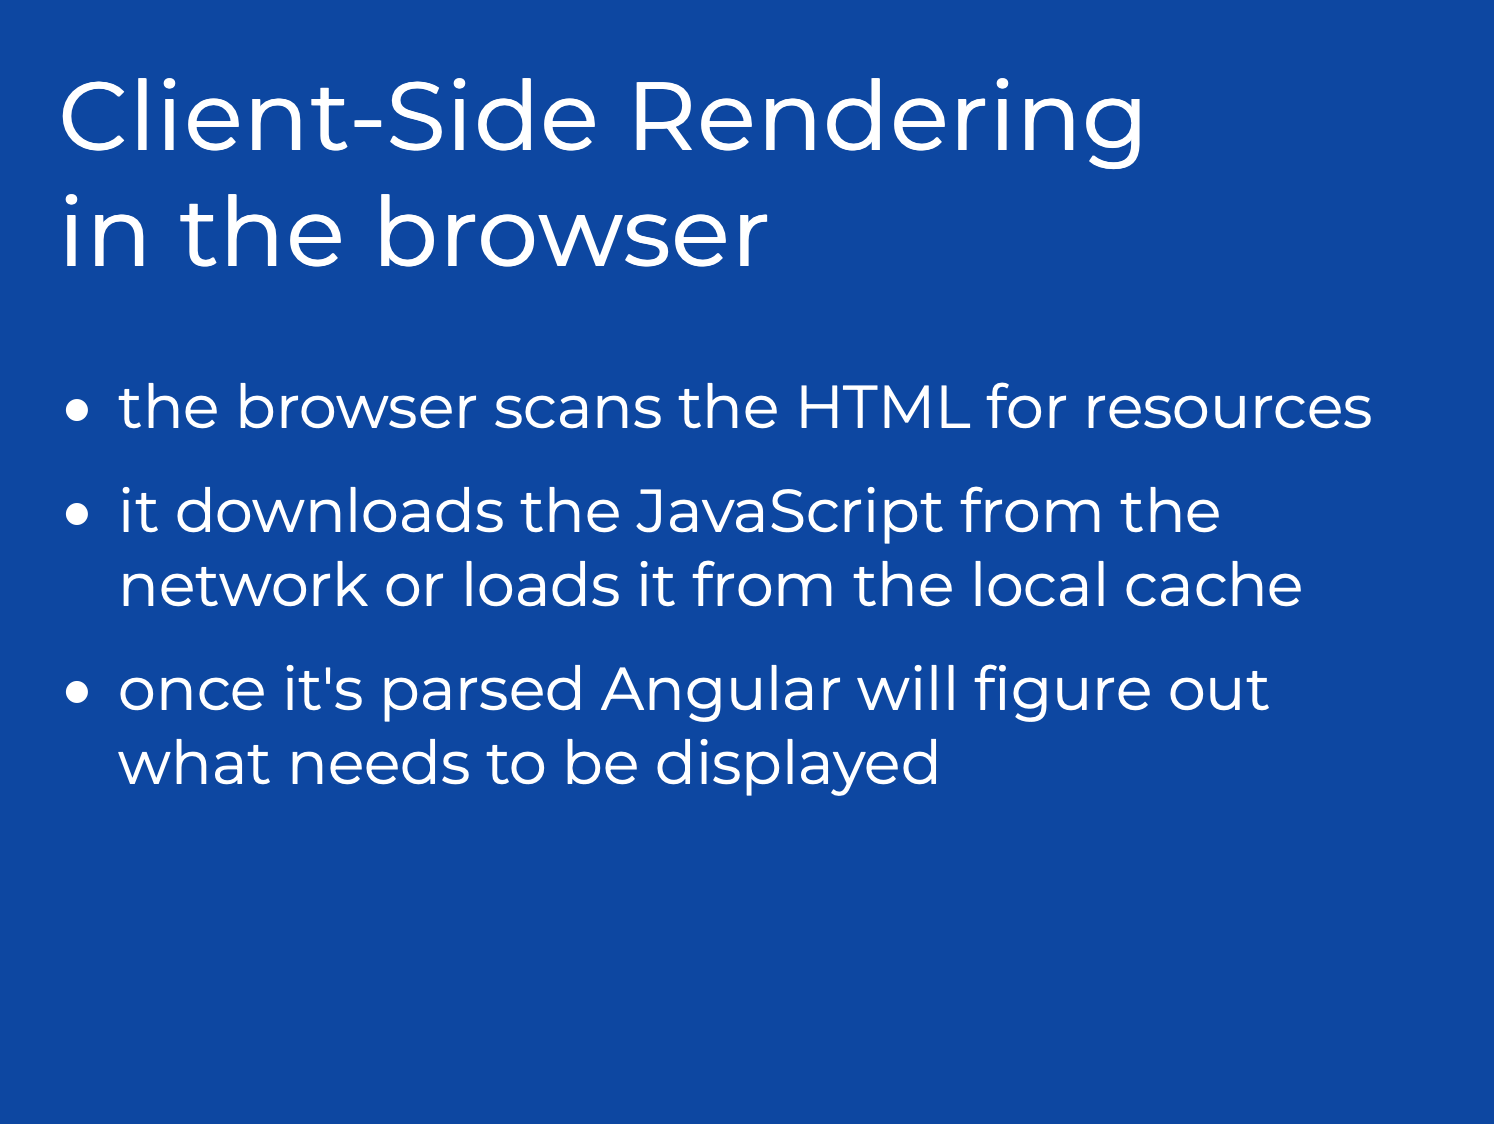 Client-Side Rendering
in the browser
• the browser scans the HTML for resources
• it downloads the JavaScript from the
network or loads it from the local cache
• once it's parsed Angular will figure out
what needs to be displayed